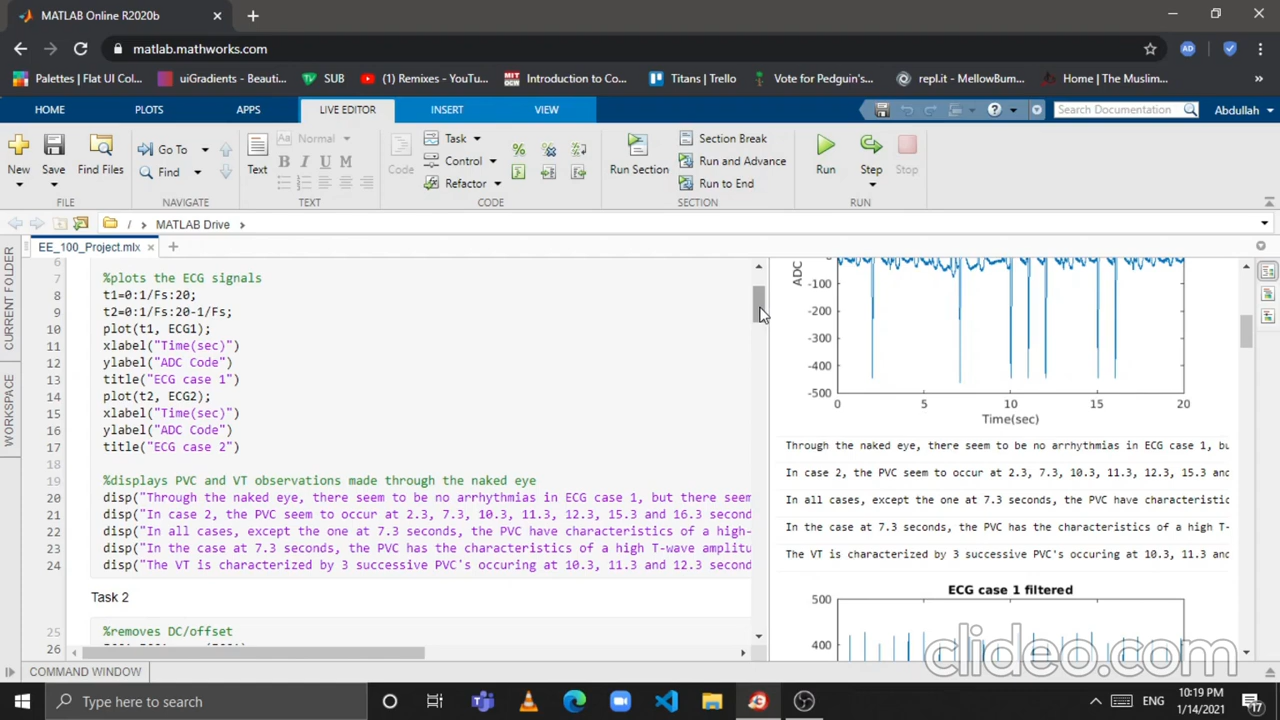 MATLAB Online R2020b
matlab.mathworks.com
AD
Palettes | Flat UI Col...
uiGradients - Beauti...
SUB
(1) Remixes - YouTu...
MIT OCW
Introduction to Co...
Titans | Trello
Vote for Pedguin's...
repl.it - MellowBum...
Home | The Muslim...
»
HOME
PLOTS
APPS
LIVE EDITOR
INSERT
VIEW
Search Documentation
Abdullah
New
Save
Find Files
Go To
Find
Text
Aa Normal
B I U M
Code
Task
Control
Refactor
Run Section
Section Break
Run and Advance
Run to End
Run
Step
Stop
FILE
NAVIGATE
TEXT
CODE
SECTION
RUN
MATLAB Drive
EE_100_Project.mlx
CURRENT FOLDER
WORKSPACE
6
7 %plots the ECG signals
8 t1=0:1/Fs:20;
9 t2=0:1/Fs:20-1/Fs;
10 plot(t1, ECG1);
11 xlabel("Time(sec)")
12 ylabel("ADC Code")
13 title("ECG case 1")
14 plot(t2, ECG2);
15 xlabel("Time(sec)")
16 ylabel("ADC Code")
17 title("ECG case 2")
18
19 %displays PVC and VT observations made through the naked eye
20 disp("Through the naked eye, there seem to be no arrhythmias in ECG case 1, but there seem
21 disp("In case 2, the PVC seem to occur at 2.3, 7.3, 10.3, 11.3, 12.3, 15.3 and 16.3 second
22 disp("In all cases, except the one at 7.3 seconds, the PVC have characteristics of a high-
23 disp("In the case at 7.3 seconds, the PVC has the characteristics of a high T-wave amplitu
24 disp("The VT is characterized by 3 successive PVC's occuring at 10.3, 11.3 and 12.3 second
Task 2
25 %removes DC/offset
26
ADC
0
-100
-200
-300
-400
-500
0 5 10 15 20
Time(sec)
Through the naked eye, there seem to be no arrhythmias in ECG case 1, bu
In case 2, the PVC seem to occur at 2.3, 7.3, 10.3, 11.3, 12.3, 15.3 and
In all cases, except the one at 7.3 seconds, the PVC have characteristic
In the case at 7.3 seconds, the PVC has the characteristics of a high T-
The VT is characterized by 3 successive PVC's occuring at 10.3, 11.3 and
ECG case 1 filtered
500
400
clideo.com
COMMAND WINDOW
Type here to search
ENG
10:19 PM
1/14/2021
17